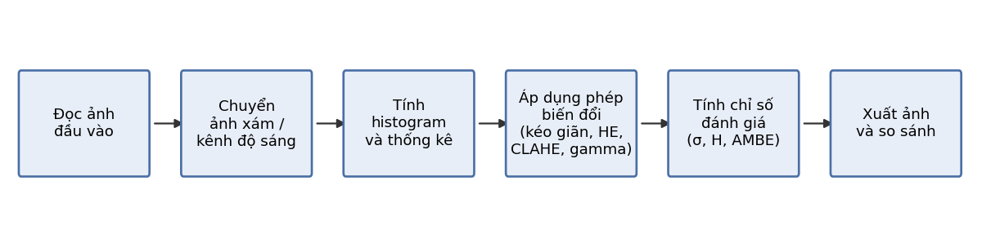 Đọc ảnh
đầu vào
Chuyển
ảnh xám /
kênh độ sáng
Tính
histogram
và thống kê
Áp dụng phép
biến đổi
(kéo giãn, HE,
CLAHE, gamma)
Tính chỉ số
đánh giá
(σ, H, AMBE)
Xuất ảnh
và so sánh